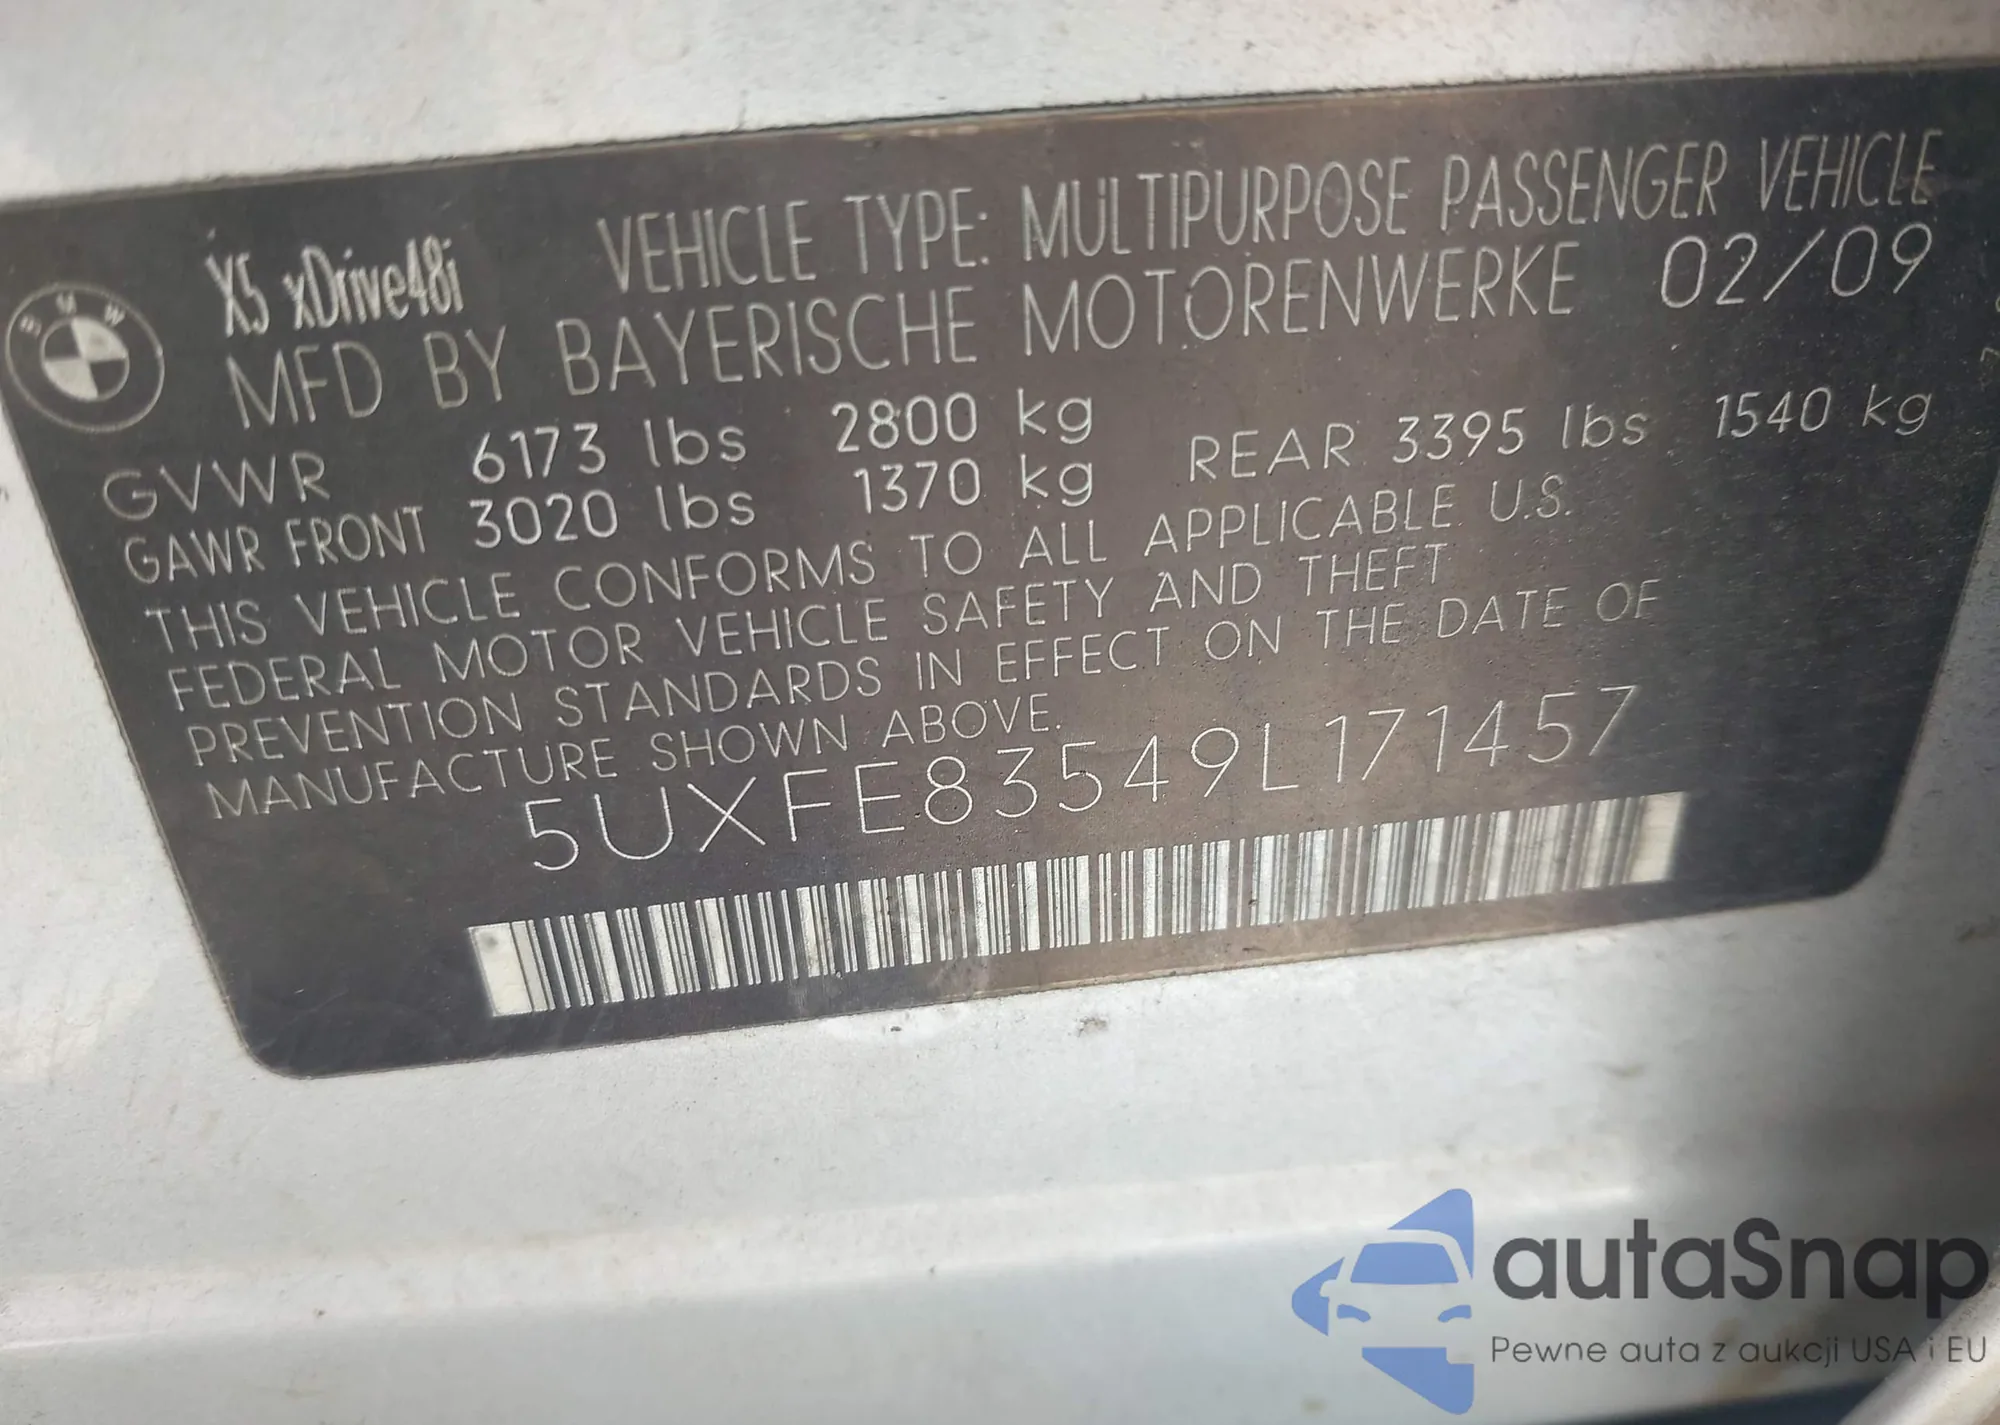 X5 xDrive48i VEHICLE TYPE: MULTIPURPOSE PASSENGER VEHICLE
BMW
MFD BY BAYERISCHE MOTORENWERKE 02/09
GVWR 6173 lbs 2800 kg
GAWR FRONT 3020 lbs 1370 kg REAR 3395 lbs 1540 kg
THIS VEHICLE CONFORMS TO ALL APPLICABLE U.S.
FEDERAL MOTOR VEHICLE SAFETY AND THEFT
PREVENTION STANDARDS IN EFFECT ON THE DATE OF
MANUFACTURE SHOWN ABOVE.
5UXFE83549L171457
autaSnap
Pewne auta z aukcji USA i EU